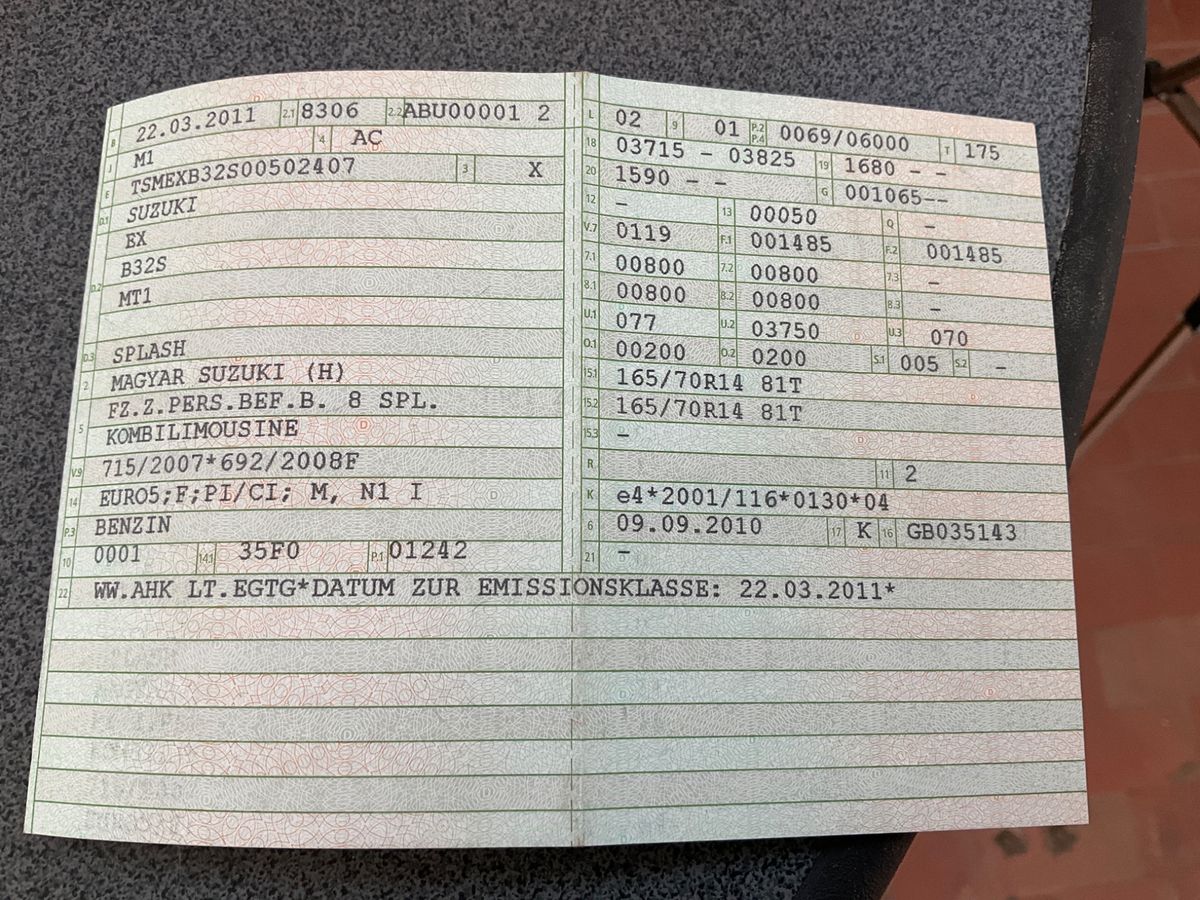 B 22.03.2011 2.1 8306 2.2 ABU00001 2
J M1 4 AC
E TSMEXB32S00502407 3 X
D.1 SUZUKI
EX
D.2 B32S
MT1
D.3 SPLASH
2 MAGYAR SUZUKI (H)
FZ.Z.PERS.BEF.B. 8 SPL.
5 KOMBILIMOUSINE
V.9 715/2007*692/2008F
14 EURO5;F;PI/CI; M, N1 I
P.3 BENZIN
10 0001 14.1 35F0 P.1 01242
22 WW.AHK LT.EGTG*DATUM ZUR EMISSIONSKLASSE: 22.03.2011*
L 02 9 01 P.2 P.4 0069/06000 T 175
18 03715 - 03825 19 1680 - -
20 1590 - - G 001065--
12 - 13 00050 Q -
V.7 0119 F.1 001485 F.2 001485
7.1 00800 7.2 00800 7.3 -
8.1 00800 8.2 00800 8.3 -
U.1 077 U.2 03750 U.3 070
O.1 00200 O.2 0200 S.1 005 S.2 -
15.1 165/70R14 81T
15.2 165/70R14 81T
15.3 -
R 11 2
K e4*2001/116*0130*04
6 09.09.2010 17 K 16 GB035143
21 -